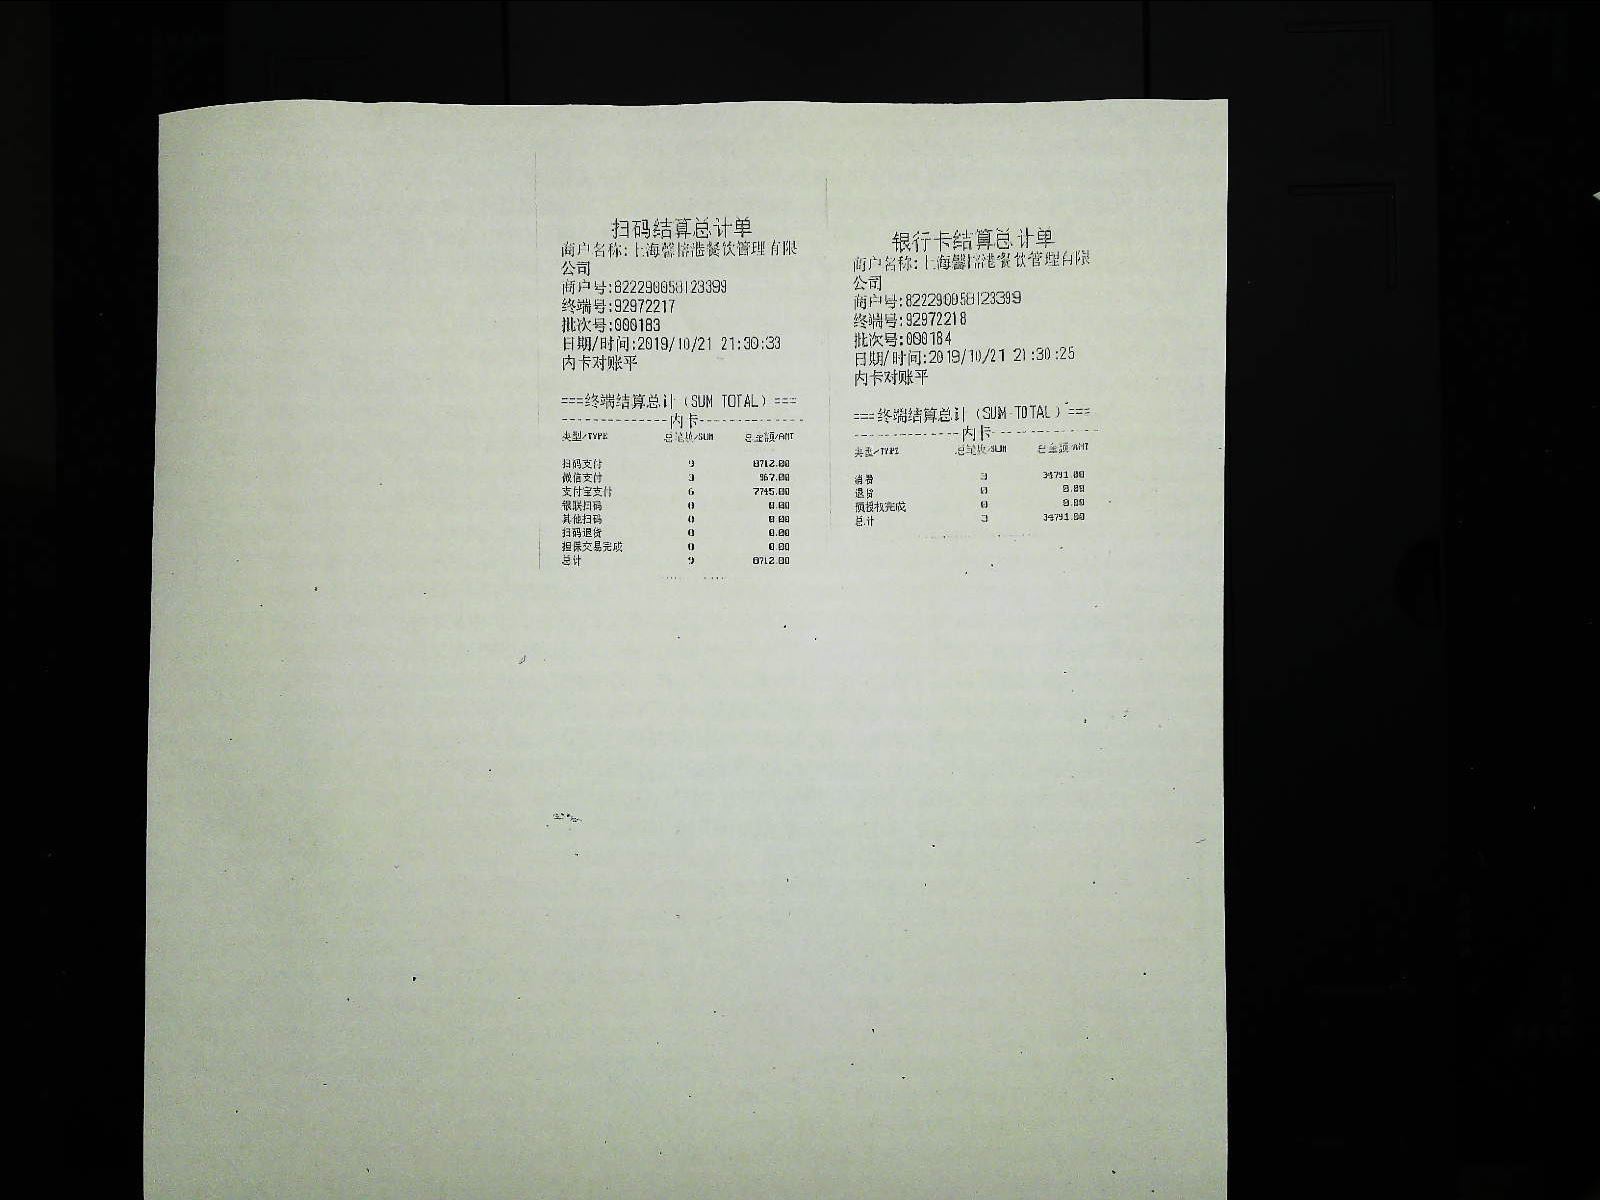 扫码结算总计单
商户名称:上海馨榕港餐饮管理有限
公司
商户号:822290058123399
终端号:92972217
批次号:000183
日期/时间:2019/10/21 21:30:33
内卡对账平
===终端结算总计(SUM TOTAL)===
内卡
类型/TYPE 总笔数/SUM 总金额/AMT
扫码支付 9 8712.00
微信支付 3 967.00
支付宝支付 6 7745.00
银联扫码 0 0.00
其他扫码 0 0.00
扫码退货 0 0.00
担保交易完成 0 0.00
总计 9 8712.00
银行卡结算总计单
商户名称:上海馨榕港餐饮管理有限
公司
商户号:822290058123399
终端号:92972218
批次号:000184
日期/时间:2019/10/21 21:30:25
内卡对账平
===终端结算总计(SUM TOTAL)===
内卡
类型/TYPE 总笔数/SUM 总金额/AMT
消费 3 34791.00
退货 0 0.00
预授权完成 0 0.00
总计 3 34791.00